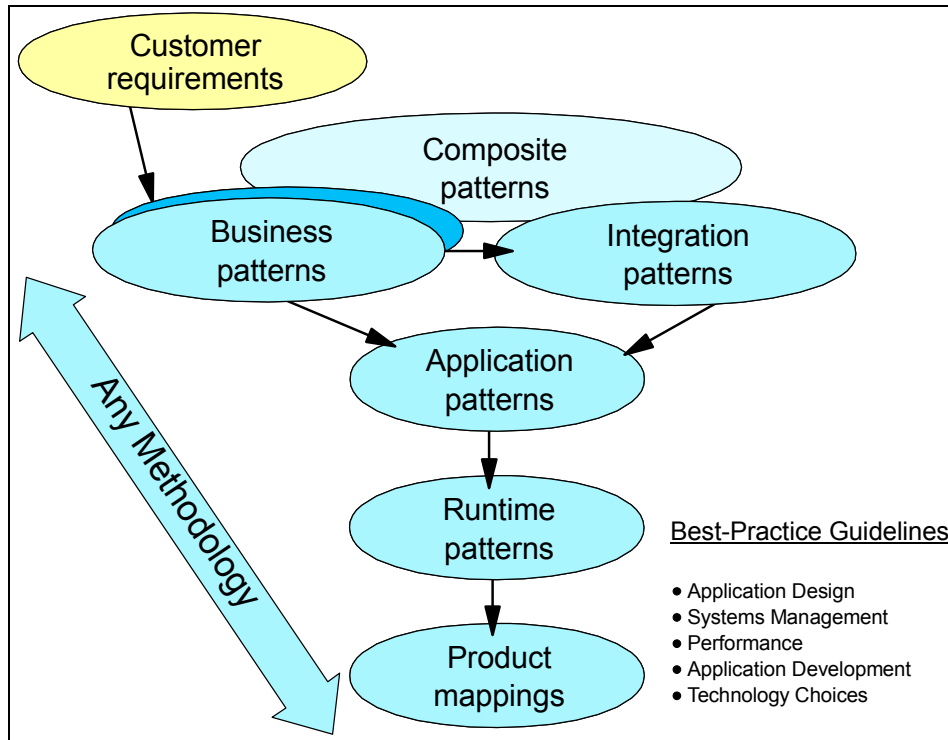 Customer
requirements
Composite
patterns
Business
patterns
Integration
patterns
Application
patterns
Any Methodology
Runtime
patterns
Best-Practice Guidelines
● Application Design
● Systems Management
● Performance
● Application Development
● Technology Choices
Product
mappings